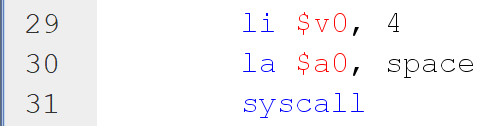 29 li $v0, 4
30 la $a0, space
31 syscall